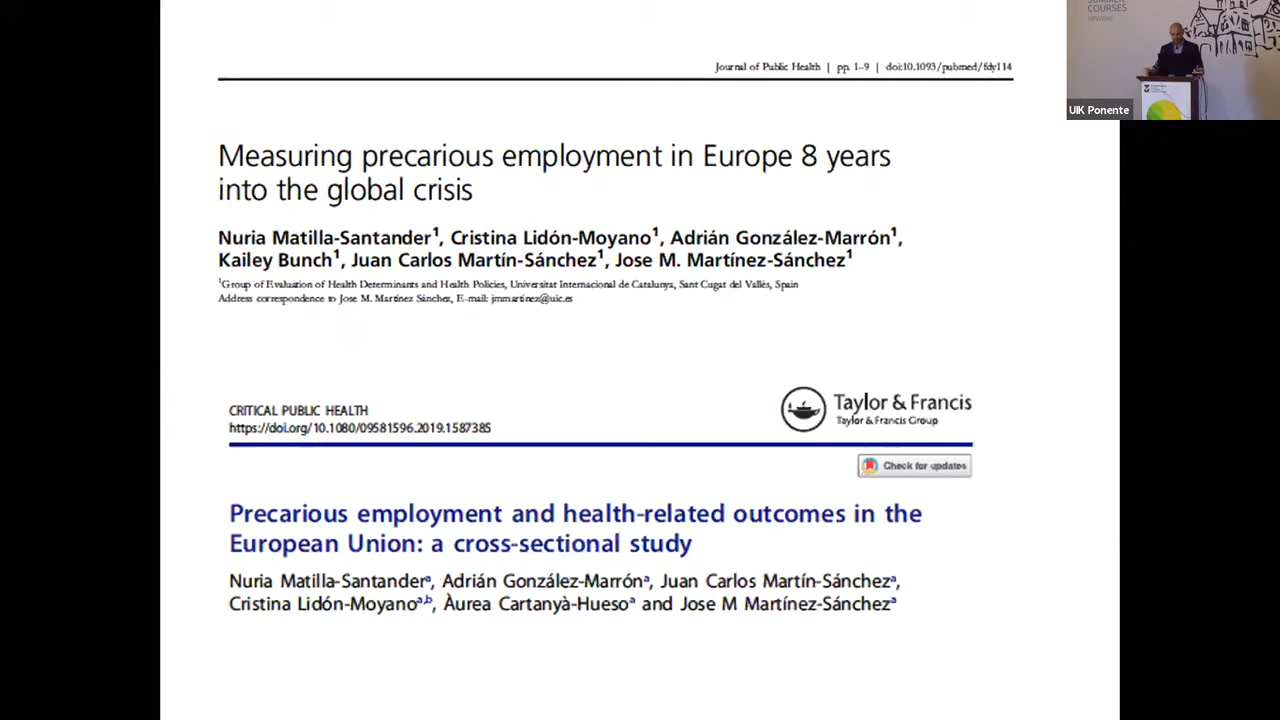 Journal of Public Health | pp. 1–9 | doi:10.1093/pubmed/fdy114
SUMMER
COURSES
UPV/EHU
UIK Ponente
Measuring precarious employment in Europe 8 years
into the global crisis
Nuria Matilla-Santander1, Cristina Lidón-Moyano1, Adrián González-Marrón1,
Kailey Bunch1, Juan Carlos Martín-Sánchez1, Jose M. Martínez-Sánchez1
1Group of Evaluation of Health Determinants and Health Policies, Universitat Internacional de Catalunya, Sant Cugat del Vallès, Spain
Address correspondence to Jose M. Martínez Sánchez, E-mail: jmmartinez@uic.es
CRITICAL PUBLIC HEALTH
https://doi.org/10.1080/09581596.2019.1587385
Taylor & Francis
Taylor & Francis Group
Check for updates
Precarious employment and health-related outcomes in the
European Union: a cross-sectional study
Nuria Matilla-Santandera, Adrián González-Marróna, Juan Carlos Martín-Sáncheza,
Cristina Lidón-Moyanoa,b, Àurea Cartanyà-Huesoa and Jose M Martínez-Sáncheza